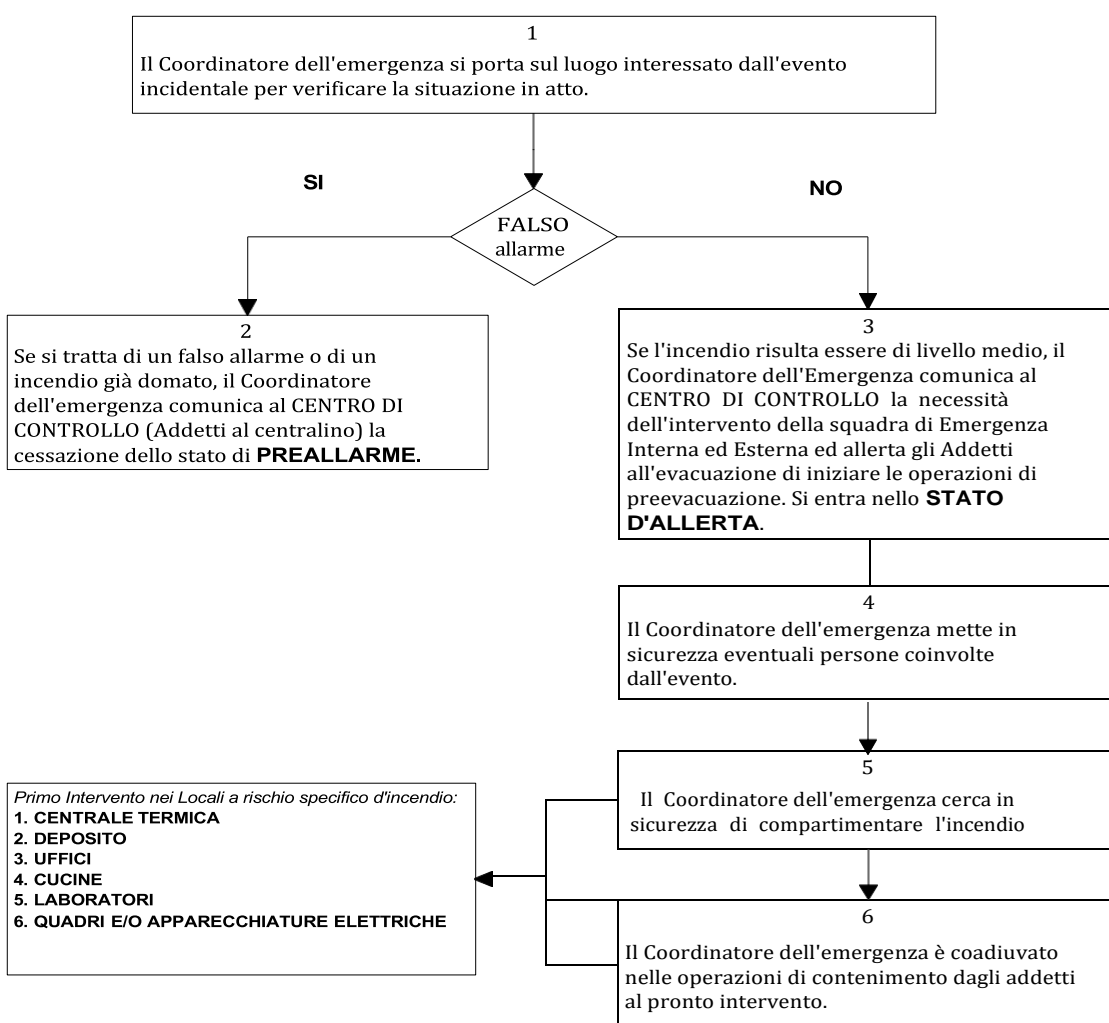 1
Il Coordinatore dell'emergenza si porta sul luogo interessato dall'evento
incidentale per verificare la situazione in atto.
SI
NO
FALSO
allarme
2
Se si tratta di un falso allarme o di un
incendio già domato, il Coordinatore
dell'emergenza comunica al CENTRO DI
CONTROLLO (Addetti al centralino) la
cessazione dello stato di PREALLARME.
3
Se l'incendio risulta essere di livello medio, il
Coordinatore dell'Emergenza comunica al
CENTRO DI CONTROLLO la necessità
dell'intervento della squadra di Emergenza
Interna ed Esterna ed allerta gli Addetti
all'evacuazione di iniziare le operazioni di
preevacuazione. Si entra nello STATO
D'ALLERTA.
4
Il Coordinatore dell'emergenza mette in
sicurezza eventuali persone coinvolte
dall'evento.
5
Il Coordinatore dell'emergenza cerca in
sicurezza di compartimentare l'incendio
Primo Intervento nei Locali a rischio specifico d'incendio:
1. CENTRALE TERMICA
2. DEPOSITO
3. UFFICI
4. CUCINE
5. LABORATORI
6. QUADRI E/O APPARECCHIATURE ELETTRICHE
6
Il Coordinatore dell'emergenza è coadiuvato
nelle operazioni di contenimento dagli addetti
al pronto intervento.